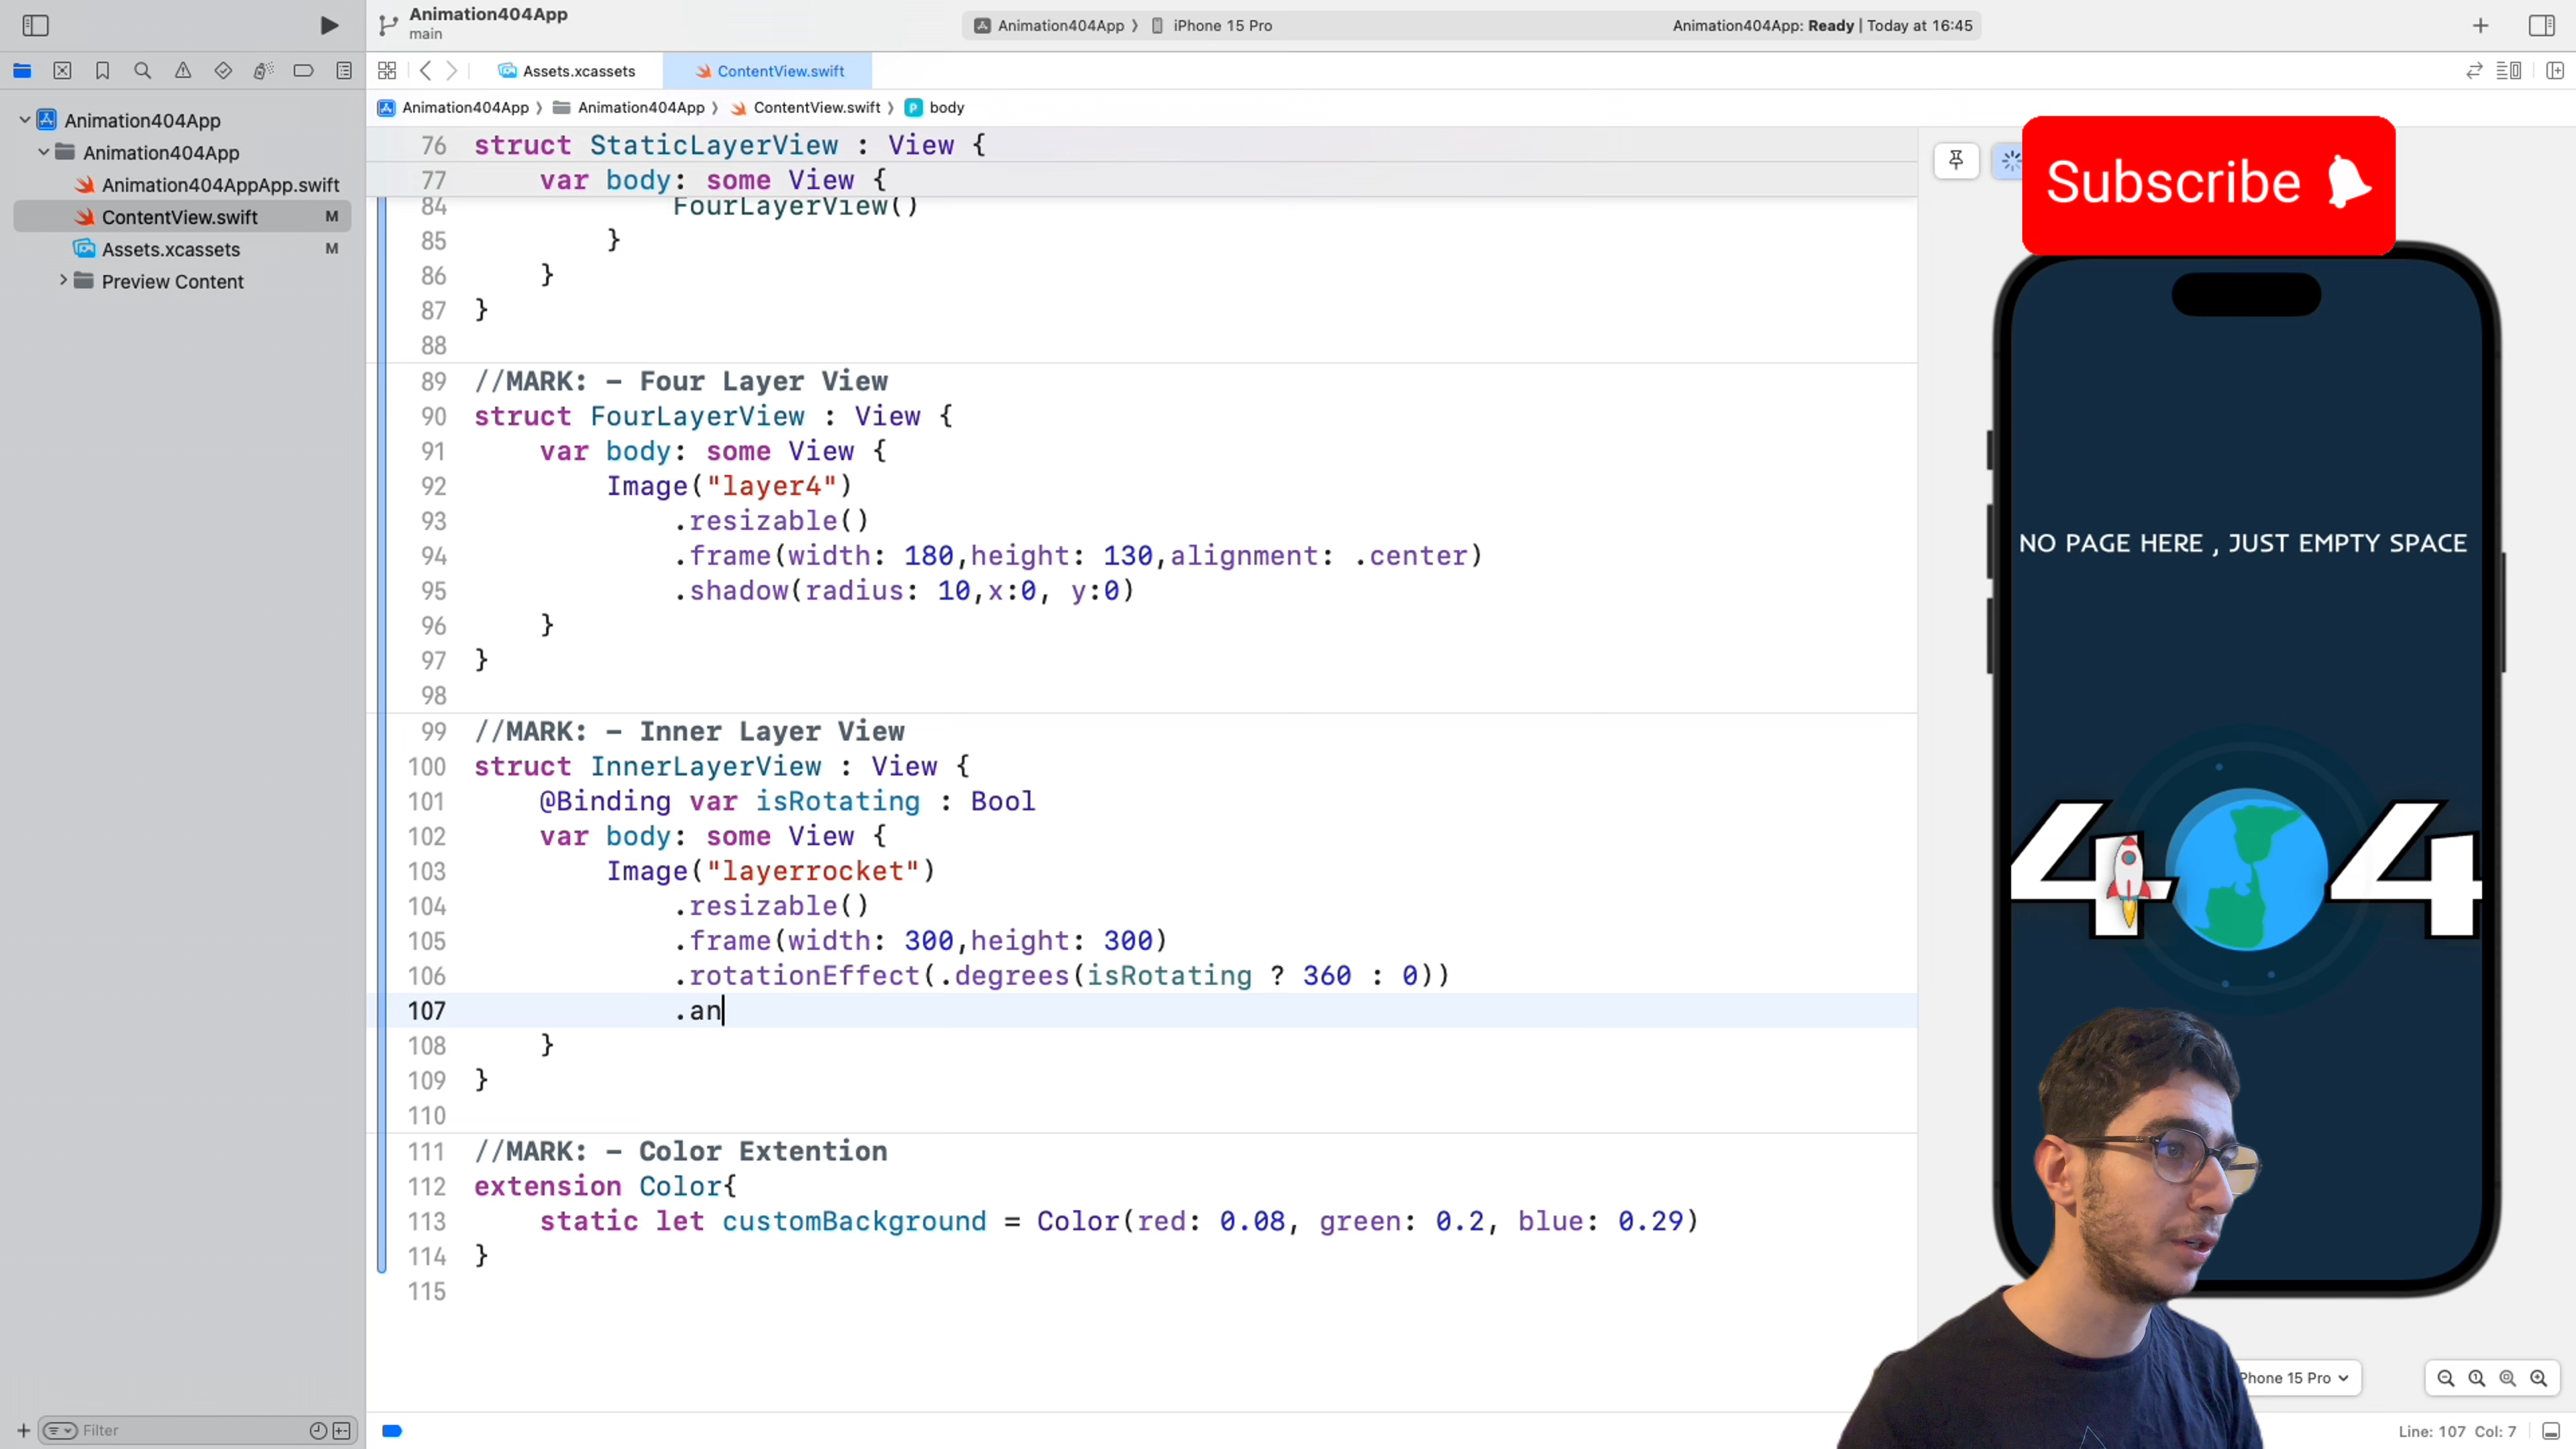 Animation404App
main
Animation404App 〉 iPhone 15 Pro
Animation404App: Ready | Today at 16:45
Assets.xcassets
ContentView.swift
Animation404App 〉 Animation404App 〉 ContentView.swift 〉 P body
Animation404App
Animation404App
Animation404AppApp.swift
ContentView.swift M
Assets.xcassets M
Preview Content
76 struct StaticLayerView : View {
77 var body: some View {
84 FourLayerView()
85 }
86 }
87 }
88
89 //MARK: - Four Layer View
90 struct FourLayerView : View {
91 var body: some View {
92 Image("layer4")
93 .resizable()
94 .frame(width: 180,height: 130,alignment: .center)
95 .shadow(radius: 10,x:0, y:0)
96 }
97 }
98
99 //MARK: - Inner Layer View
100 struct InnerLayerView : View {
101 @Binding var isRotating : Bool
102 var body: some View {
103 Image("layerrocket")
104 .resizable()
105 .frame(width: 300,height: 300)
106 .rotationEffect(.degrees(isRotating ? 360 : 0))
107 .an
108 }
109 }
110
111 //MARK: - Color Extention
112 extension Color{
113 static let customBackground = Color(red: 0.08, green: 0.2, blue: 0.29)
114 }
115
Subscribe
NO PAGE HERE , JUST EMPTY SPACE
4 4
Phone 15 Pro
Filter
Line: 107 Col: 7